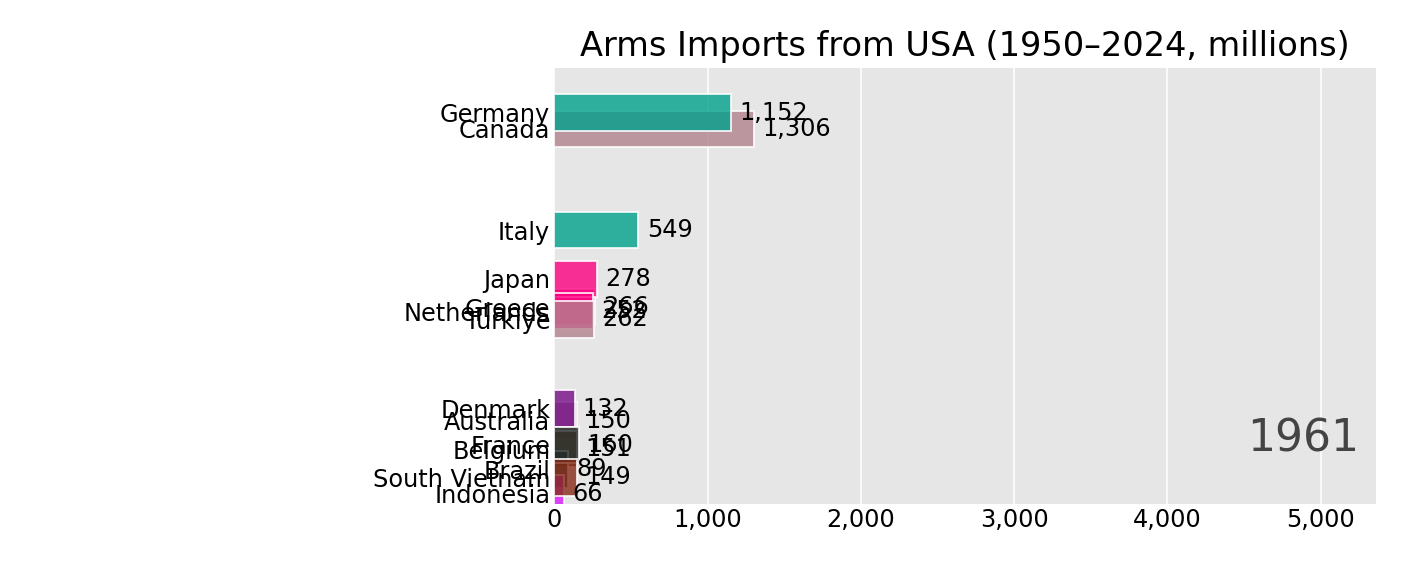 Arms Imports from USA (1950–2024, millions)
Germany 1,152
Canada 1,306
Italy 549
Japan 278
Greece 266
Netherlands
Türkiye 262
Denmark 132
Australia 150
France 160
Belgium 151
Brazil 89
South Vietnam 149
Indonesia 66
1961
0 1,000 2,000 3,000 4,000 5,000